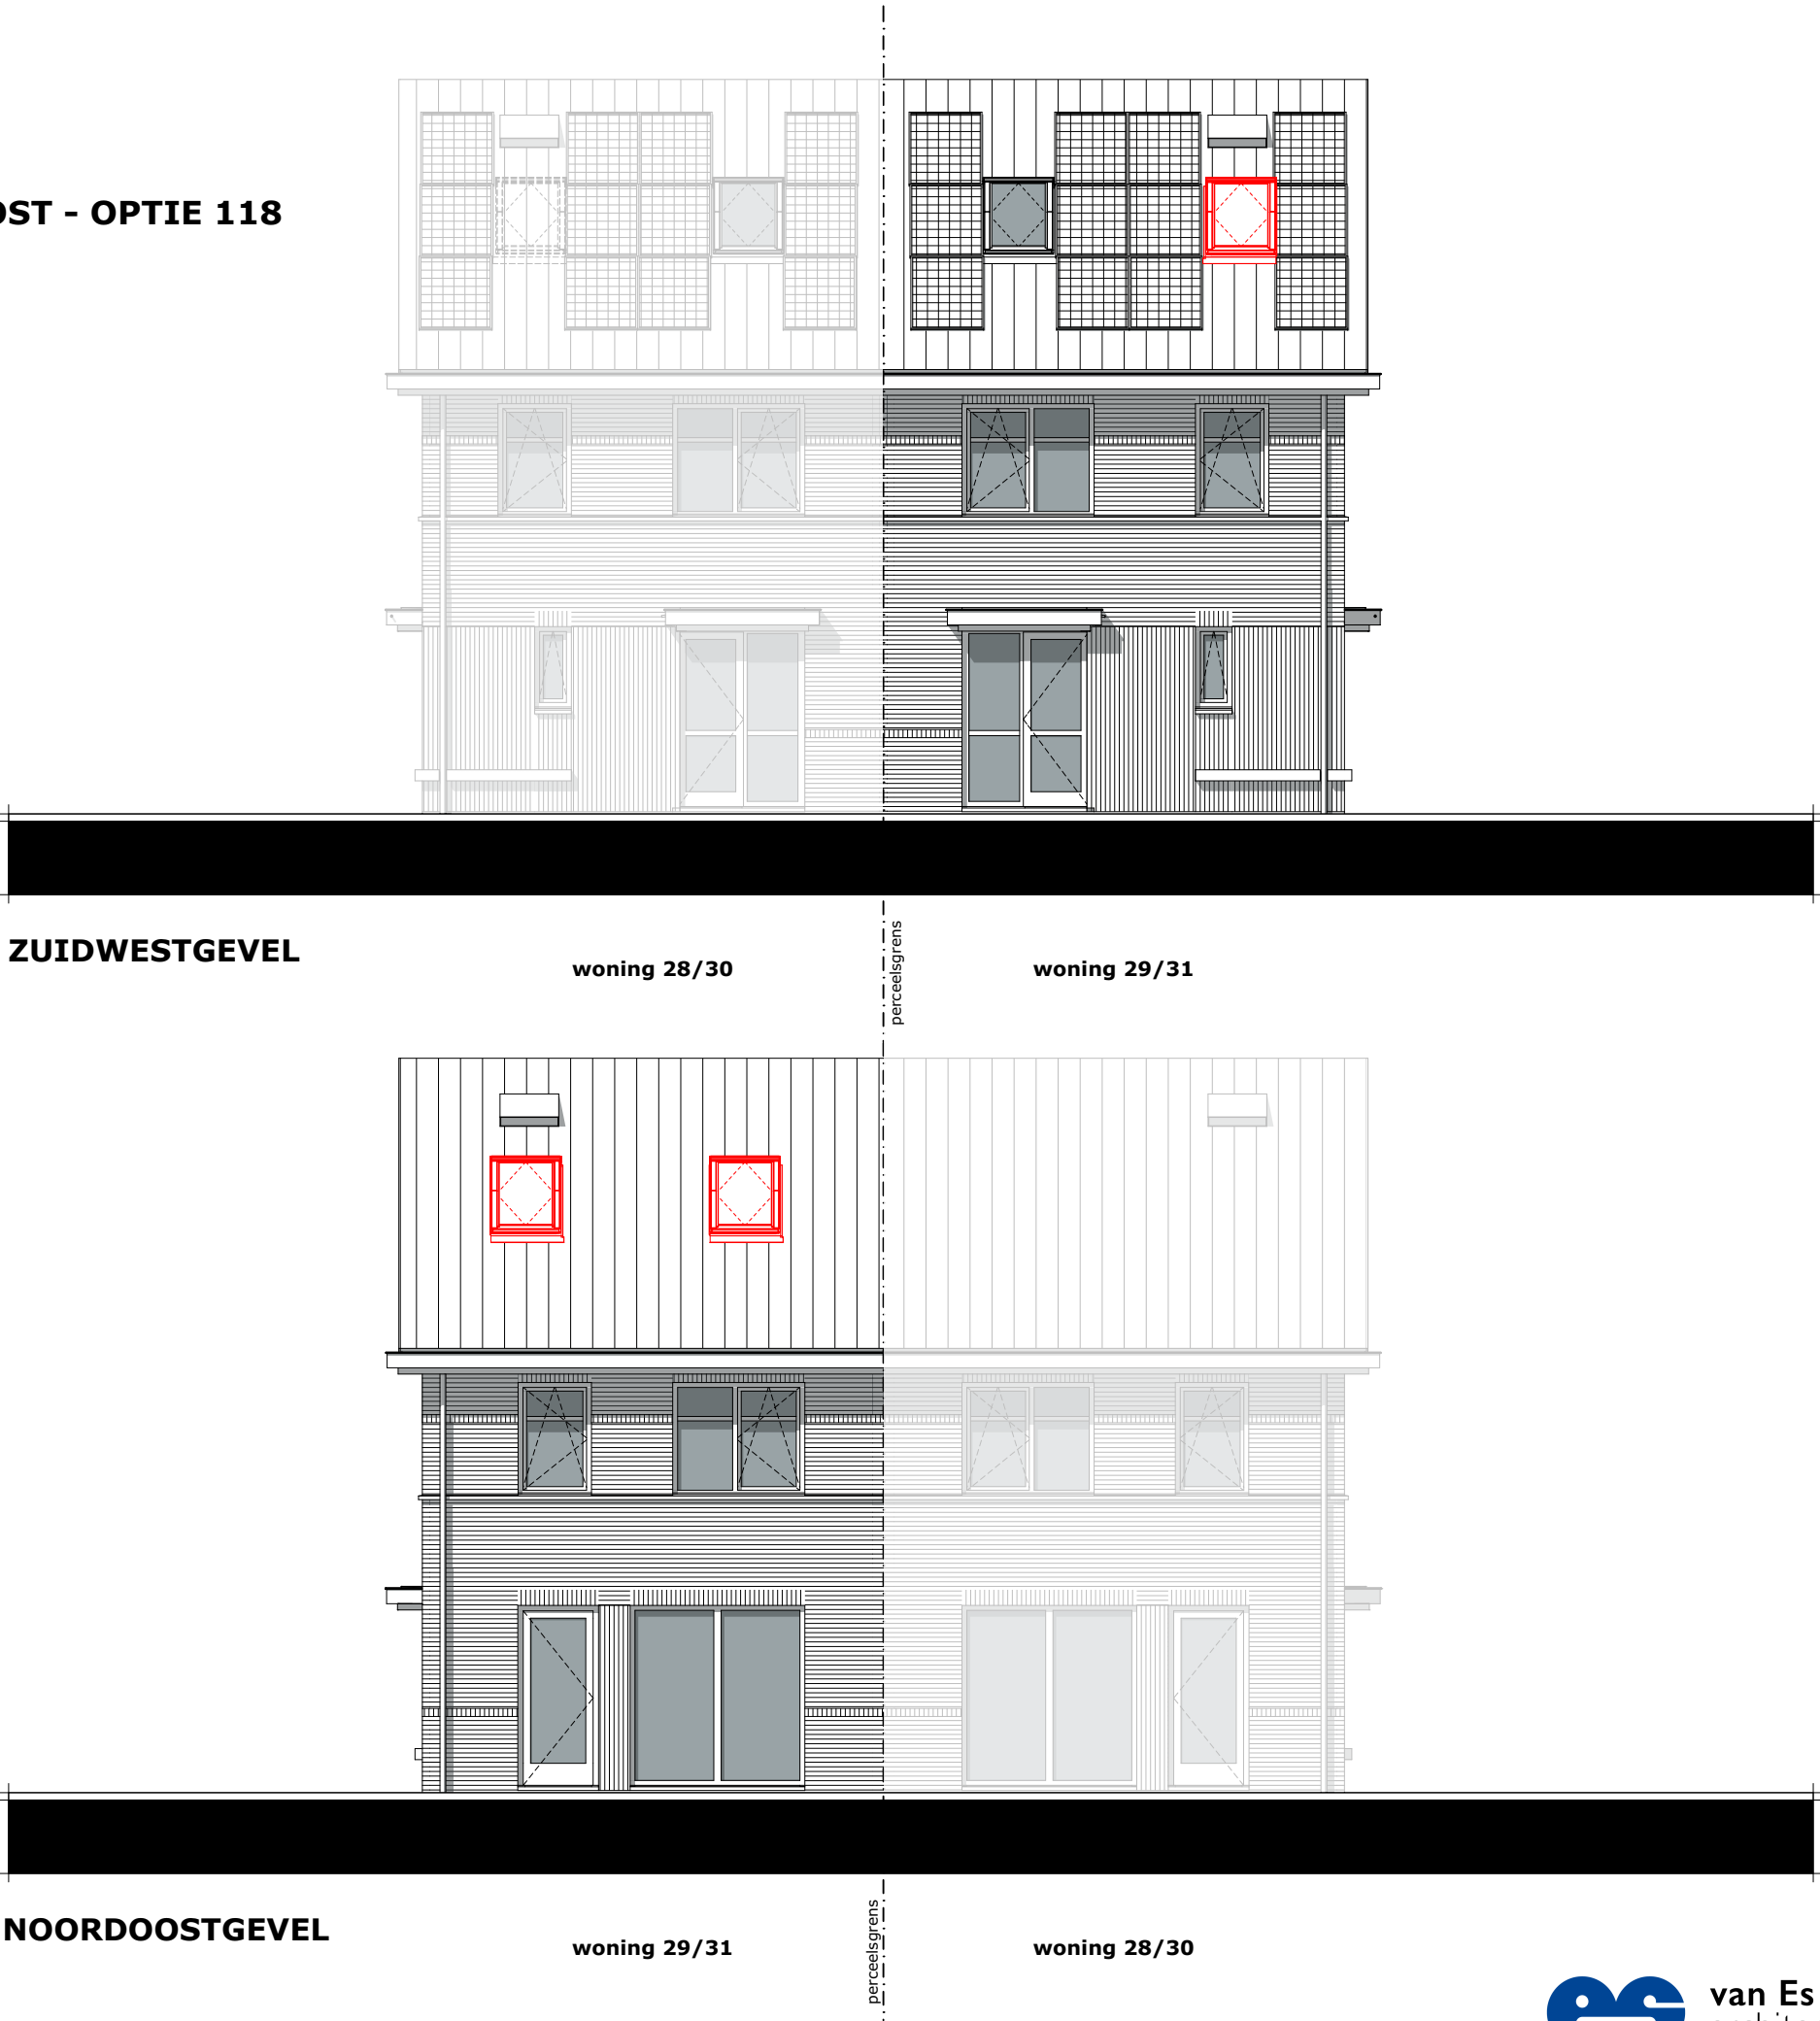 OST - OPTIE 118
ZUIDWESTGEVEL
woning 28/30
perceelsgrens
woning 29/31
NOORDOOSTGEVEL
woning 29/31
perceelsgrens
woning 28/30
van Es